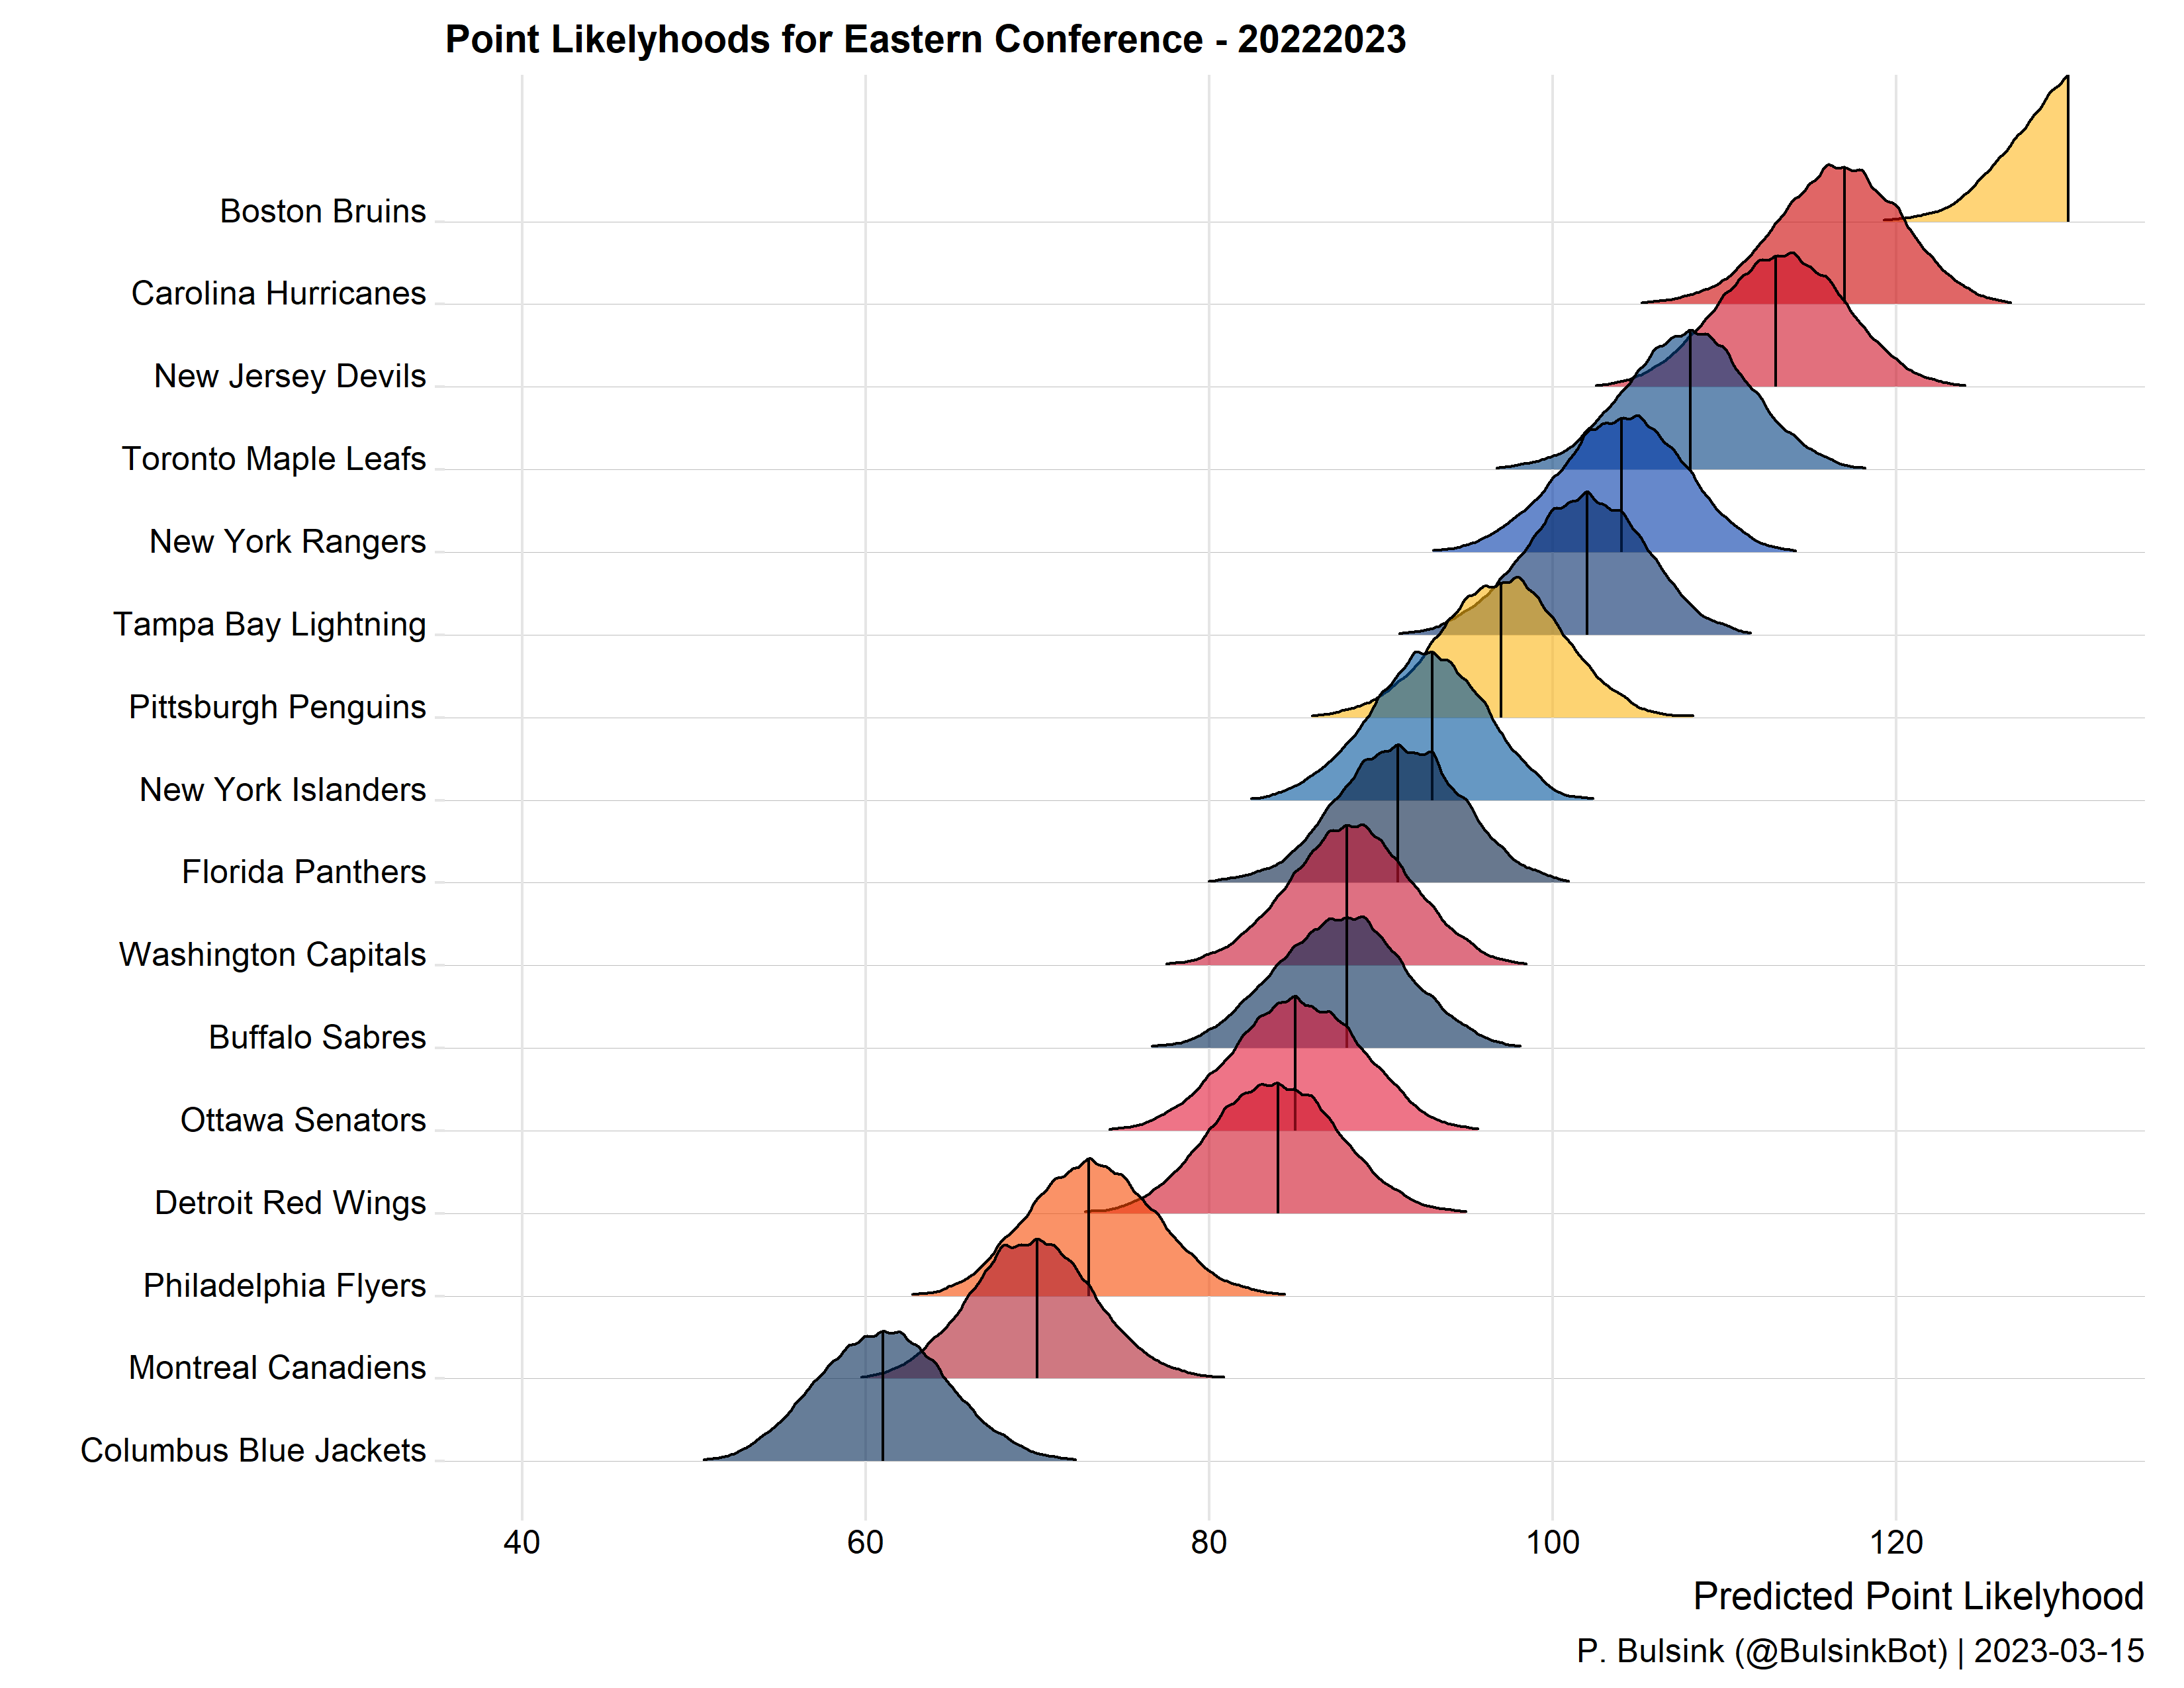 Point Likelyhoods for Eastern Conference - 20222023
Boston Bruins
Carolina Hurricanes
New Jersey Devils
Toronto Maple Leafs
New York Rangers
Tampa Bay Lightning
Pittsburgh Penguins
New York Islanders
Florida Panthers
Washington Capitals
Buffalo Sabres
Ottawa Senators
Detroit Red Wings
Philadelphia Flyers
Montreal Canadiens
Columbus Blue Jackets
40 60 80 100 120
Predicted Point Likelyhood
P. Bulsink (@BulsinkBot) | 2023-03-15